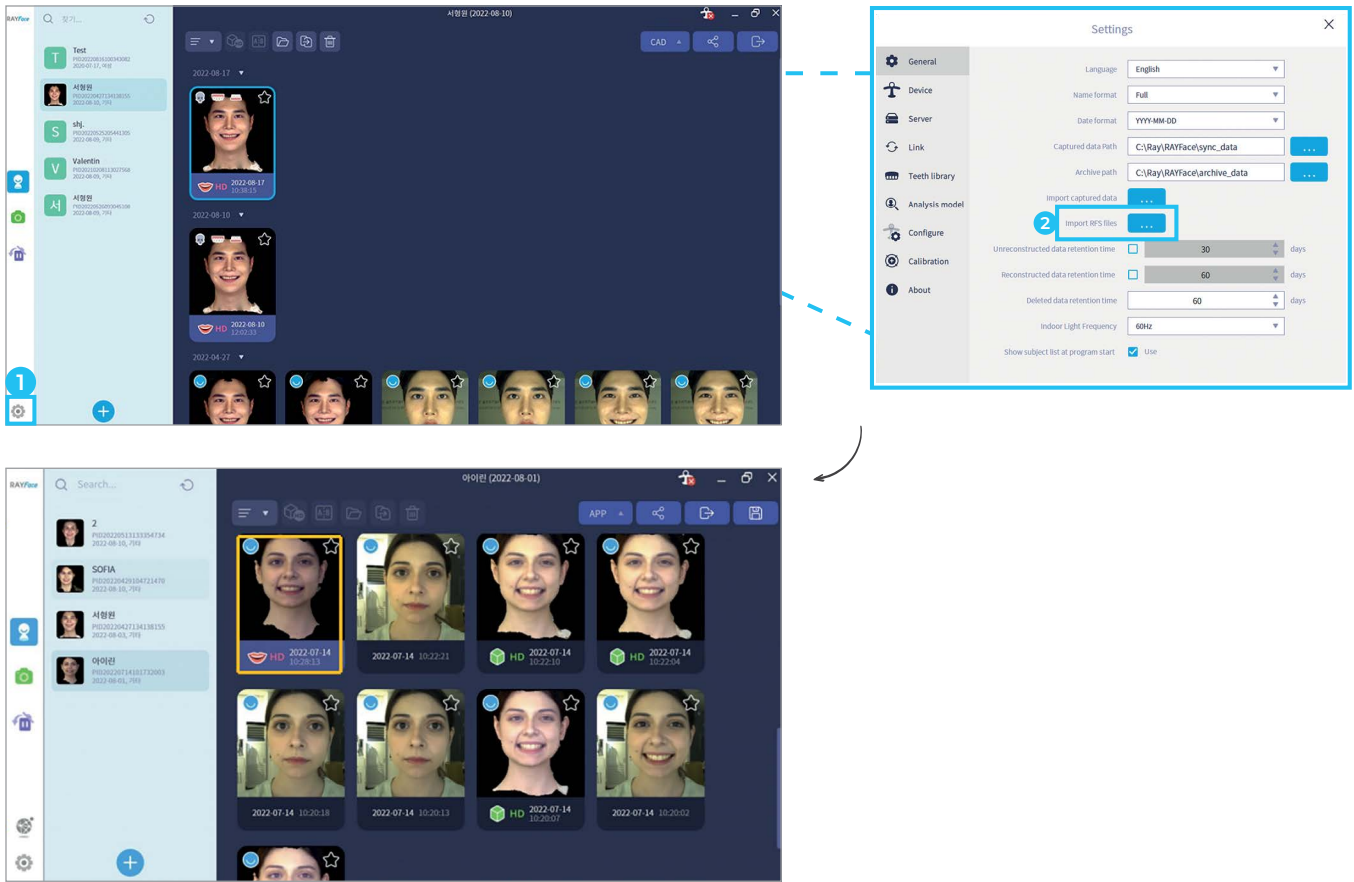 RAYFace
찾기...
서형원 (2022-08-10)
CAD
Test
PID20220616200343082
2020-07-17, 여성
서형원
PID20220427134138155
2022-08-10, 기타
shj.
PID20220525205441305
2022-08-09, 기타
Valentin
2022-08-09, 기타
서형원
2022-08-09, 기타
1
2022-08-17
HD 2022-08-17
10:38:15
2022-08-10
HD 2022-08-10
12:02:33
2022-04-27
Settings
General
Device
Server
Link
Teeth library
Analysis model
Configure
Calibration
About
Language English
Name format Full
Date format YYYY-MM-DD
Captured data Path C:\Ray\RAYFace\sync_data ...
Archive path C:\Ray\RAYFace\archive_data ...
Import captured data ...
2 Import RFS files ...
Unreconstructed data retention time 30 days
Reconstructed data retention time 60 days
Deleted data retention time 60 days
Indoor Light Frequency 60Hz
Show subject list at program start Use
RAYFace
Search...
아이린 (2022-08-01)
APP
2
PID20220513133354734
2022-08-10, 기타
SOFIA
PID20220429104721470
2022-08-10, 기타
서형원
PID20220427134138155
2022-08-03, 기타
아이린
PID20220714101732003
2022-08-01, 기타
HD 2022-07-14
10:28:13
2022-07-14 10:22:21
HD 2022-07-14
10:22:10
HD 2022-07-14
10:22:04
2022-07-14 10:20:18
2022-07-14 10:20:13
HD 2022-07-14
10:20:07
2022-07-14 10:20:02